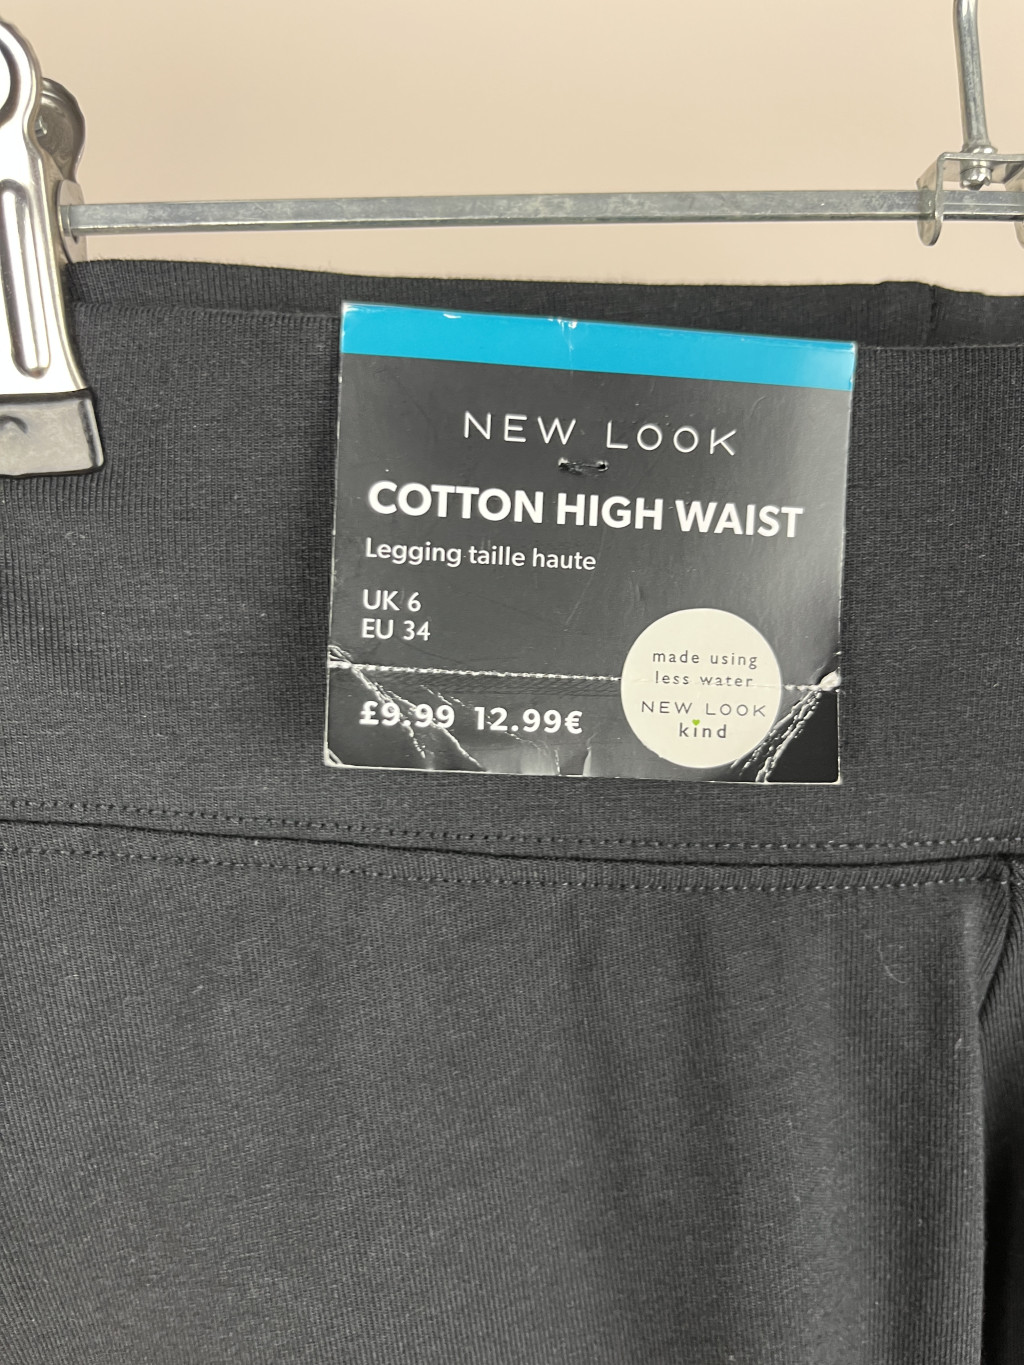 NEW LOOK
COTTON HIGH WAIST
Legging taille haute
UK 6
EU 34
£9.99 12.99€
made using
less water
NEW LOOK
kind